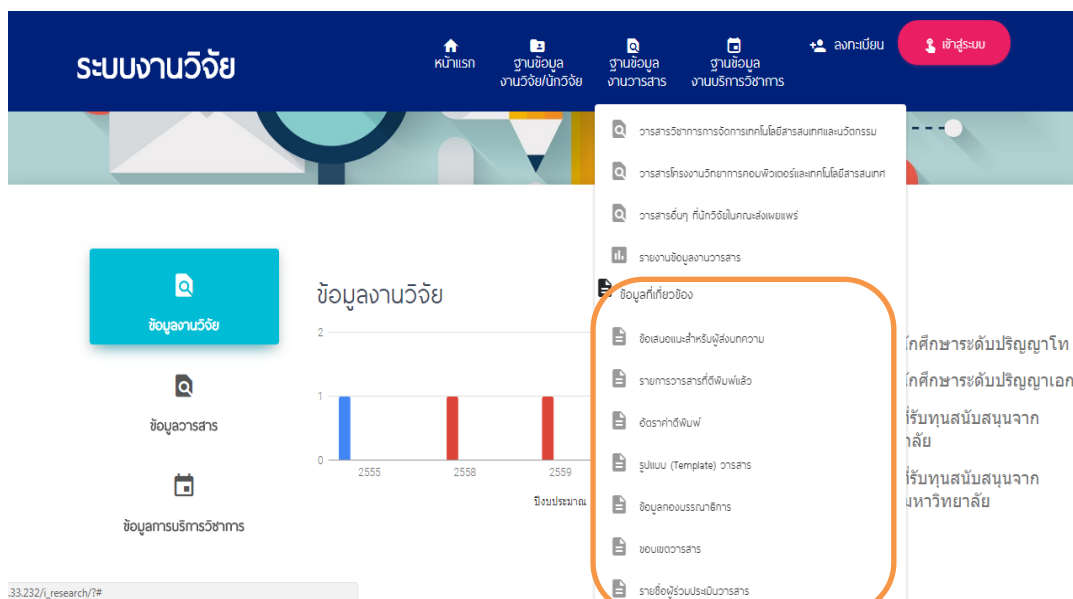 ระบบงานวิจัย
หน้าแรก
ฐานข้อมูล
งานวิจัย/นักวิจัย
ฐานข้อมูล
งานวารสาร
ฐานข้อมูล
งานบริการวิชาการ
ลงทะเบียน
เข้าสู่ระบบ
วารสารวิชาการการจัดการเทคโนโลยีสารสนเทศและนวัตกรรม
วารสารโครงงานวิทยาการคอมพิวเตอร์และเทคโนโลยีสารสนเทศ
วารสารอื่นๆ ที่นักวิจัยในคณะส่งเผยแพร่
รายงานข้อมูลงานวารสาร
ข้อมูลที่เกี่ยวข้อง
ข้อเสนอแนะสำหรับผู้ส่งบทความ
รายการวารสารที่ตีพิมพ์แล้ว
อัตราค่าตีพิมพ์
รูปแบบ (Template) วารสาร
ข้อมูลกองบรรณาธิการ
ขอบเขตวารสาร
รายชื่อผู้ร่วมประเมินวารสาร
ข้อมูลงานวิจัย
ข้อมูลวารสาร
ข้อมูลการบริการวิชาการ
ข้อมูลงานวิจัย
2
1
0
2555
2558
2559
ปีงบประมาณ
ักศึกษาระดับปริญญาโท
ักศึกษาระดับปริญญาเอก
ี่รับทุนสนับสนุนจาก
าลัย
ี่รับทุนสนับสนุนจาก
มหาวิทยาลัย
.33.232/i_research/?#